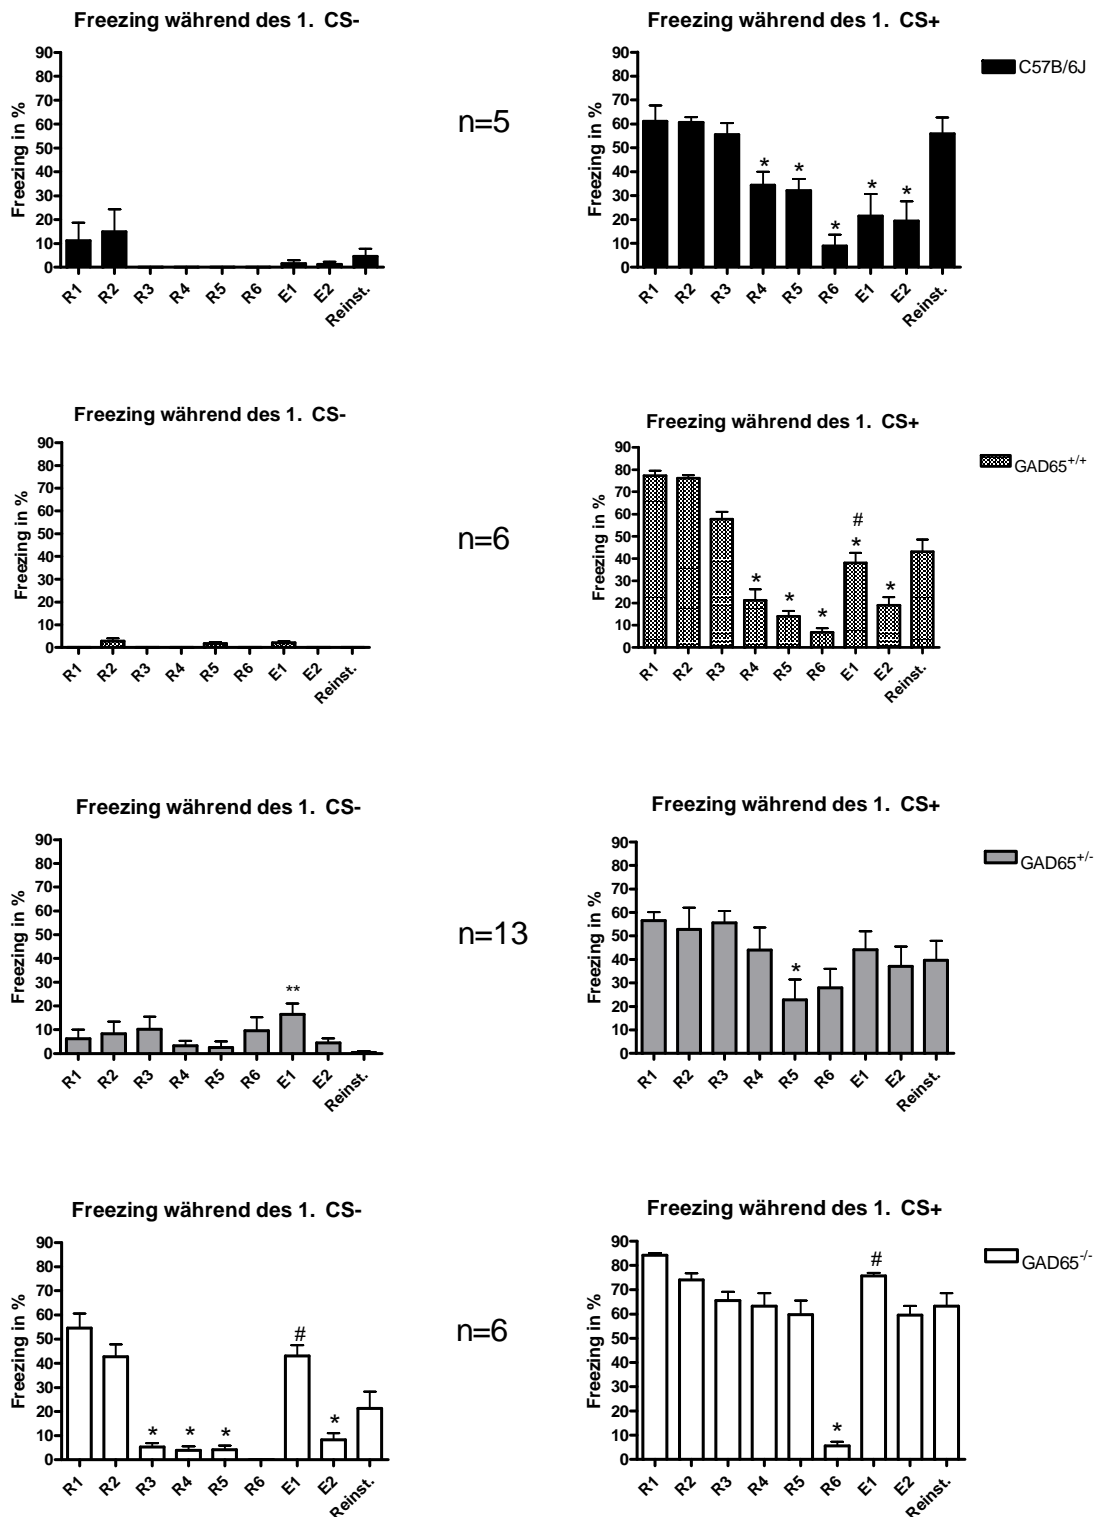 Freezing während des 1. CS-
Freezing in %
90
80
70
60
50
40
30
20
10
0
*R1 R2 R3 R4 R5 R6 E1 E2 Reinst.
n=5
Freezing während des 1. CS+
Freezing in %
90
80
70
60
50
40
30
20
10
0
* * * * *
R1 R2 R3 R4 R5 R6 E1 E2 Reinst.
C57B/6J
Freezing während des 1. CS-
Freezing in %
90
80
70
60
50
40
30
20
10
0
R1 R2 R3 R4 R5 R6 E1 E2 Reinst.
n=6
Freezing während des 1. CS+
Freezing in %
90
80
70
60
50
40
30
20
10
0
#
* * * * *
R1 R2 R3 R4 R5 R6 E1 E2 Reinst.
GAD65+/+
Freezing während des 1. CS-
Freezing in %
90
80
70
60
50
40
30
20
10
0
**
R1 R2 R3 R4 R5 R6 E1 E2 Reinst.
n=13
Freezing während des 1. CS+
Freezing in %
90
80
70
60
50
40
30
20
10
0
*
R1 R2 R3 R4 R5 R6 E1 E2 Reinst.
GAD65+/-
Freezing während des 1. CS-
Freezing in %
90
80
70
60
50
40
30
20
10
0
* * * # *
R1 R2 R3 R4 R5 R6 E1 E2 Reinst.
n=6
Freezing während des 1. CS+
Freezing in %
90
80
70
60
50
40
30
20
10
0
* #
R1 R2 R3 R4 R5 R6 E1 E2 Reinst.
GAD65-/-